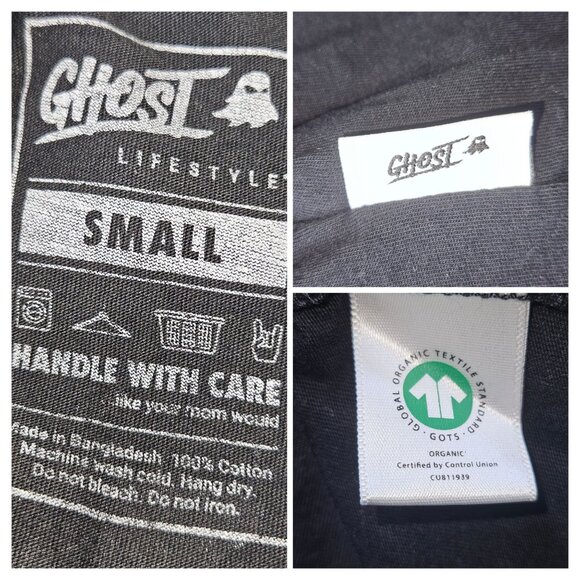 GHOST
LIFESTYLE
SMALL
HANDLE WITH CARE
...like your mom would
Made in Bangladesh. 100% Cotton
Machine wash cold. Hang dry.
Do not bleach. Do not iron.
GHOST
GLOBAL ORGANIC TEXTILE STANDARD · GOTS ·
ORGANIC
Certified by Control Union
CU811989